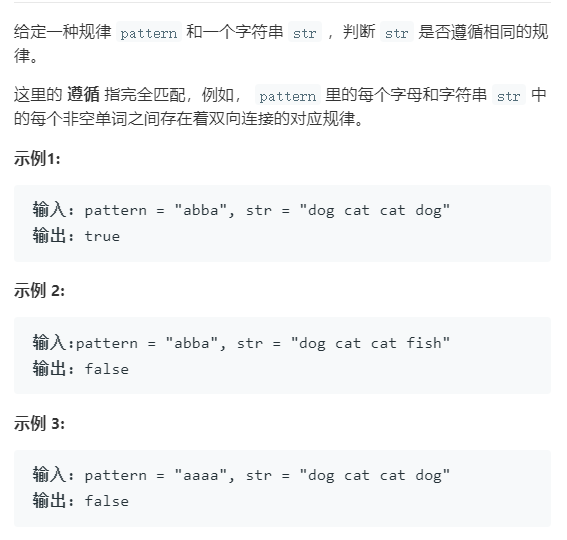 给定一种规律 pattern 和一个字符串 str ，判断 str 是否遵循相同的规
律。
这里的 遵循 指完全匹配，例如， pattern 里的每个字母和字符串 str 中
的每个非空单词之间存在着双向连接的对应规律。
示例1:
输入: pattern = "abba", str = "dog cat cat dog"
输出: true
示例 2:
输入:pattern = "abba", str = "dog cat cat fish"
输出: false
示例 3:
输入: pattern = "aaaa", str = "dog cat cat dog"
输出: false